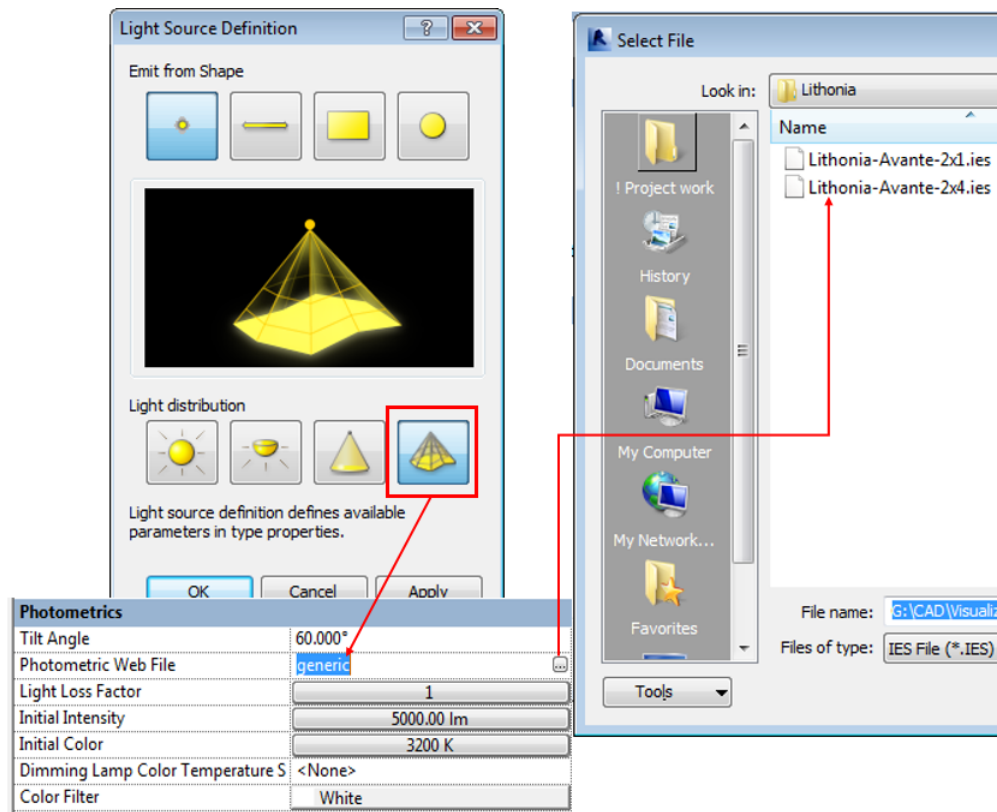 Light Source Definition
Emit from Shape
Light distribution
Light source definition defines available
parameters in type properties.
OK Cancel Apply
Photometrics
Tilt Angle 60.000°
Photometric Web File generic ...
Light Loss Factor 1
Initial Intensity 5000.00 lm
Initial Color 3200 K
Dimming Lamp Color Temperature S <None>
Color Filter White
Select File
Look in: Lithonia
Name
Lithonia-Avante-2x1.ies
Lithonia-Avante-2x4.ies
! Project work
History
Documents
My Computer
My Network...
Favorites
File name: G:\CAD\Visualiz
Files of type: IES File (*.IES)
Tools